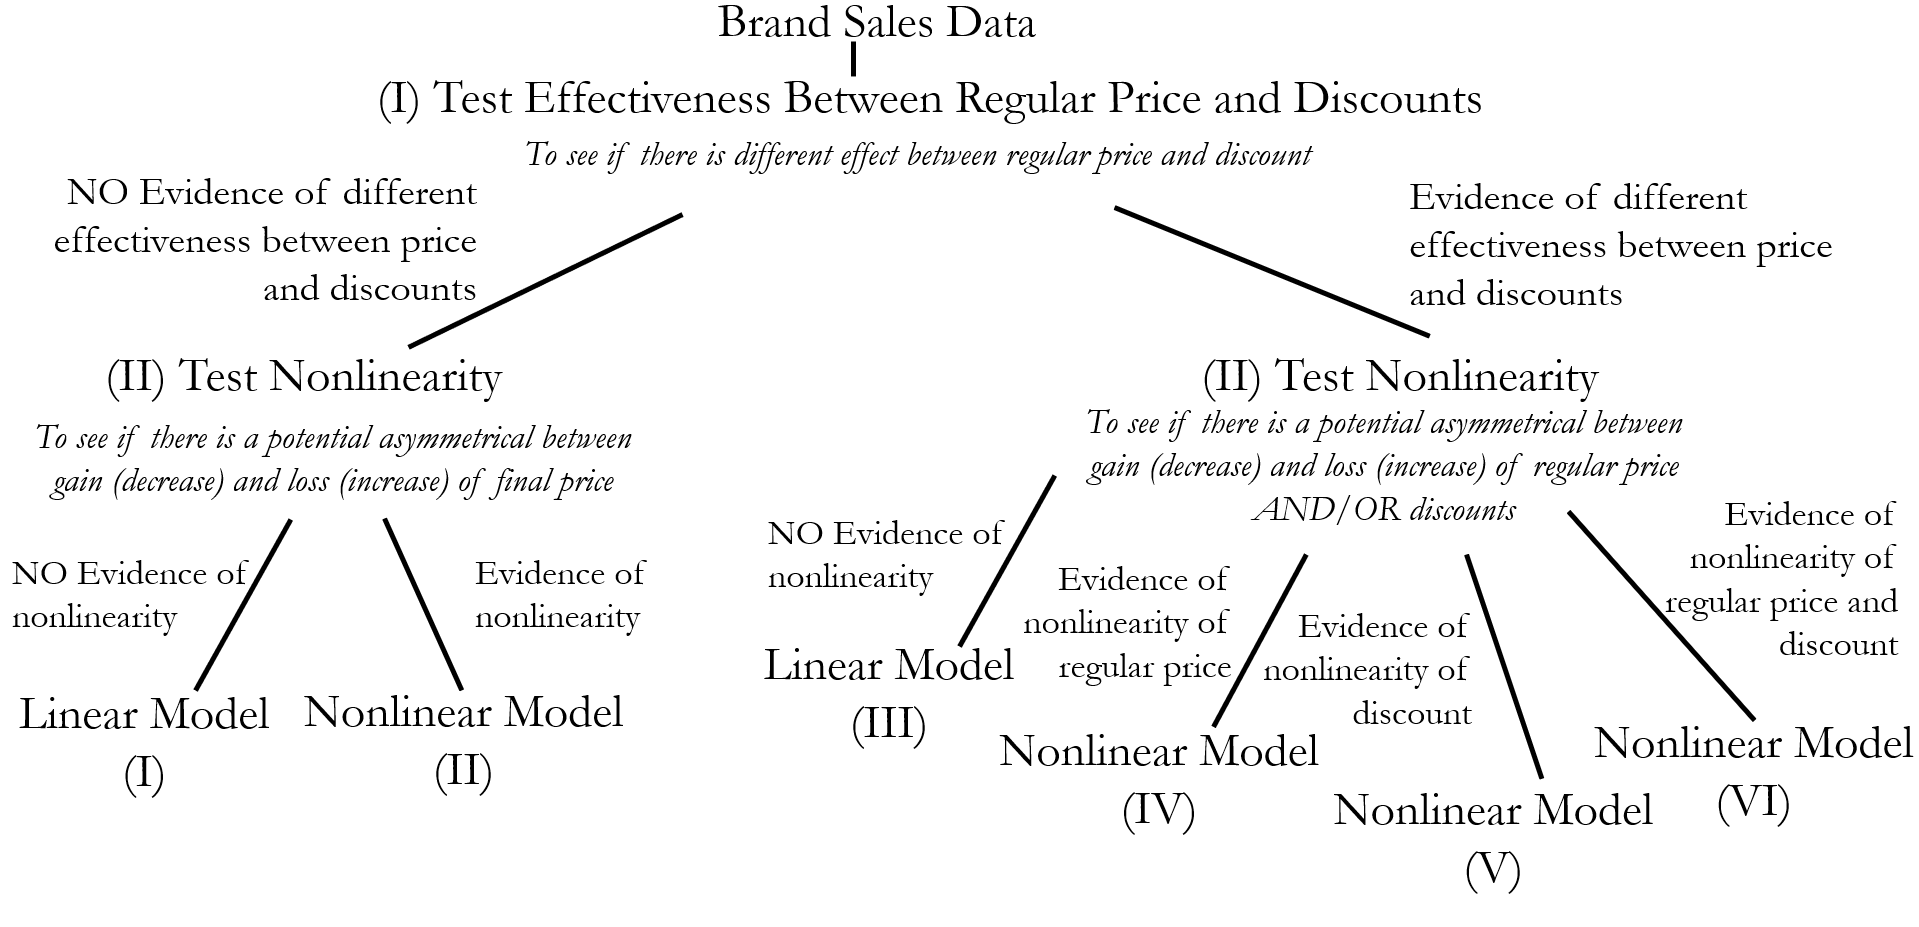 Brand Sales Data
(I) Test Effectiveness Between Regular Price and Discounts
To see if there is different effect between regular price and discount
NO Evidence of different
effectiveness between price
and discounts
Evidence of different
effectiveness between price
and discounts
(II) Test Nonlinearity
To see if there is a potential asymmetrical between
gain (decrease) and loss (increase) of final price
NO Evidence of
nonlinearity
Evidence of
nonlinearity
Linear Model
(I)
Nonlinear Model
(II)
(II) Test Nonlinearity
To see if there is a potential asymmetrical between
gain (decrease) and loss (increase) of regular price
AND/OR discounts
NO Evidence of
nonlinearity
Evidence of
nonlinearity of
regular price
Evidence of
nonlinearity of
discount
Evidence of
nonlinearity of
regular price and
discount
Linear Model
(III)
Nonlinear Model
(IV)
Nonlinear Model
(V)
Nonlinear Model
(VI)